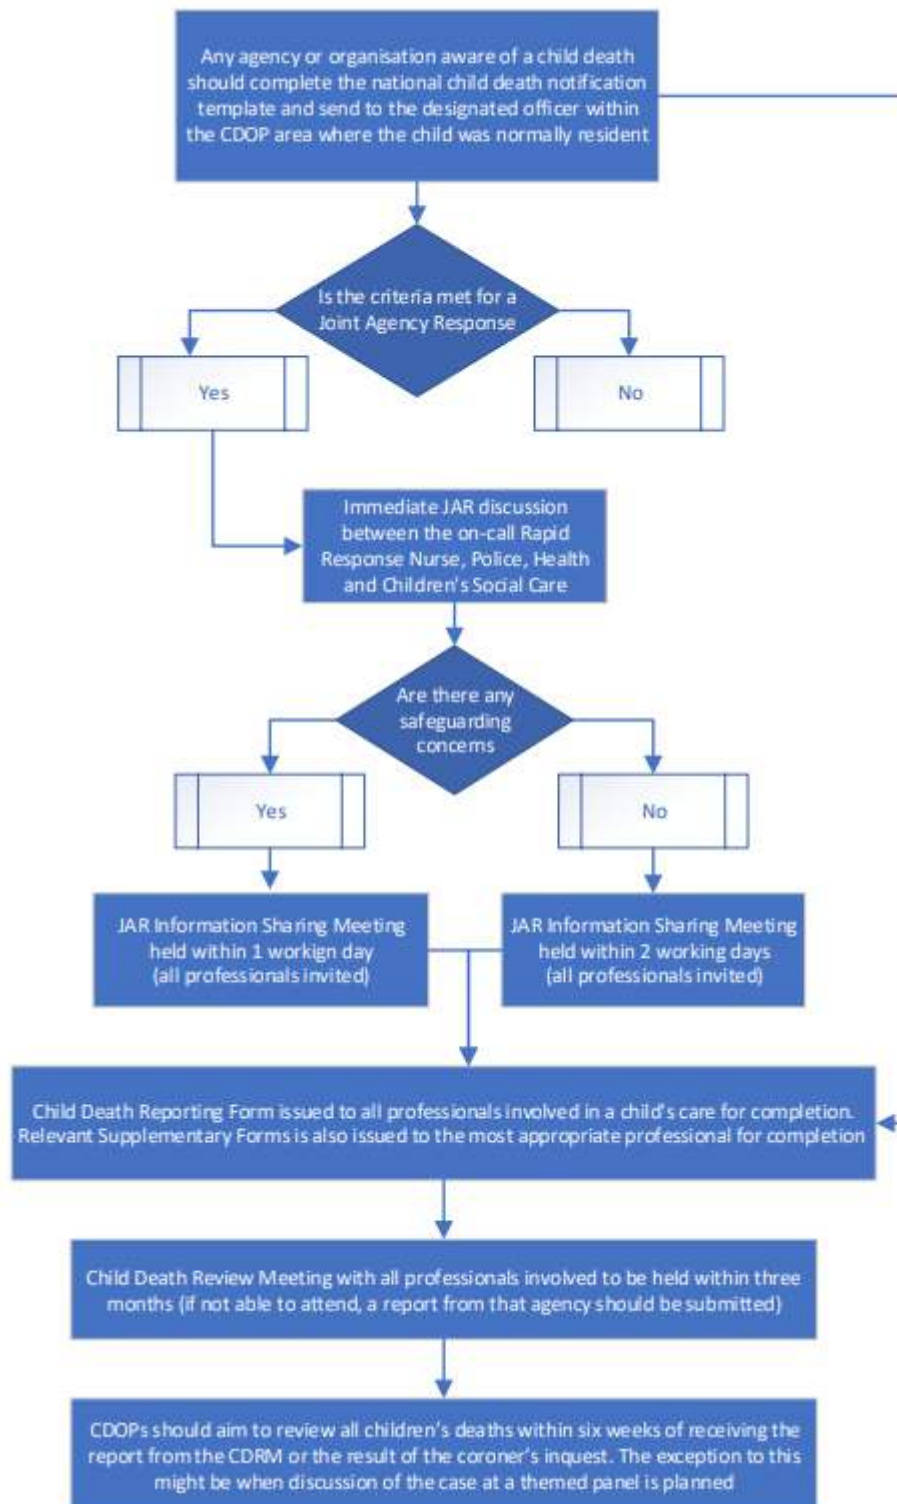 Any agency or organisation aware of a child death
should complete the national child death notification
template and send to the designated officer within
the CDOP area where the child was normally resident
Is the criteria met for a
Joint Agency Response
Yes
No
Immediate JAR discussion
between the on-call Rapid
Response Nurse, Police, Health
and Children's Social Care
Are there any
safeguarding
concerns
Yes
No
JAR Information Sharing Meeting
held within 1 workign day
(all professionals invited)
JAR Information Sharing Meeting
held within 2 working days
(all professionals invited)
Child Death Reporting Form issued to all professionals involved in a child's care for completion.
Relevant Supplementary Forms is also issued to the most appropriate professional for completion
Child Death Review Meeting with all professionals involved to be held within three
months (if not able to attend, a report from that agency should be submitted)
CDOPs should aim to review all children's deaths within six weeks of receiving the
report from the CDRM or the result of the coroner's inquest. The exception to this
might be when discussion of the case at a themed panel is planned